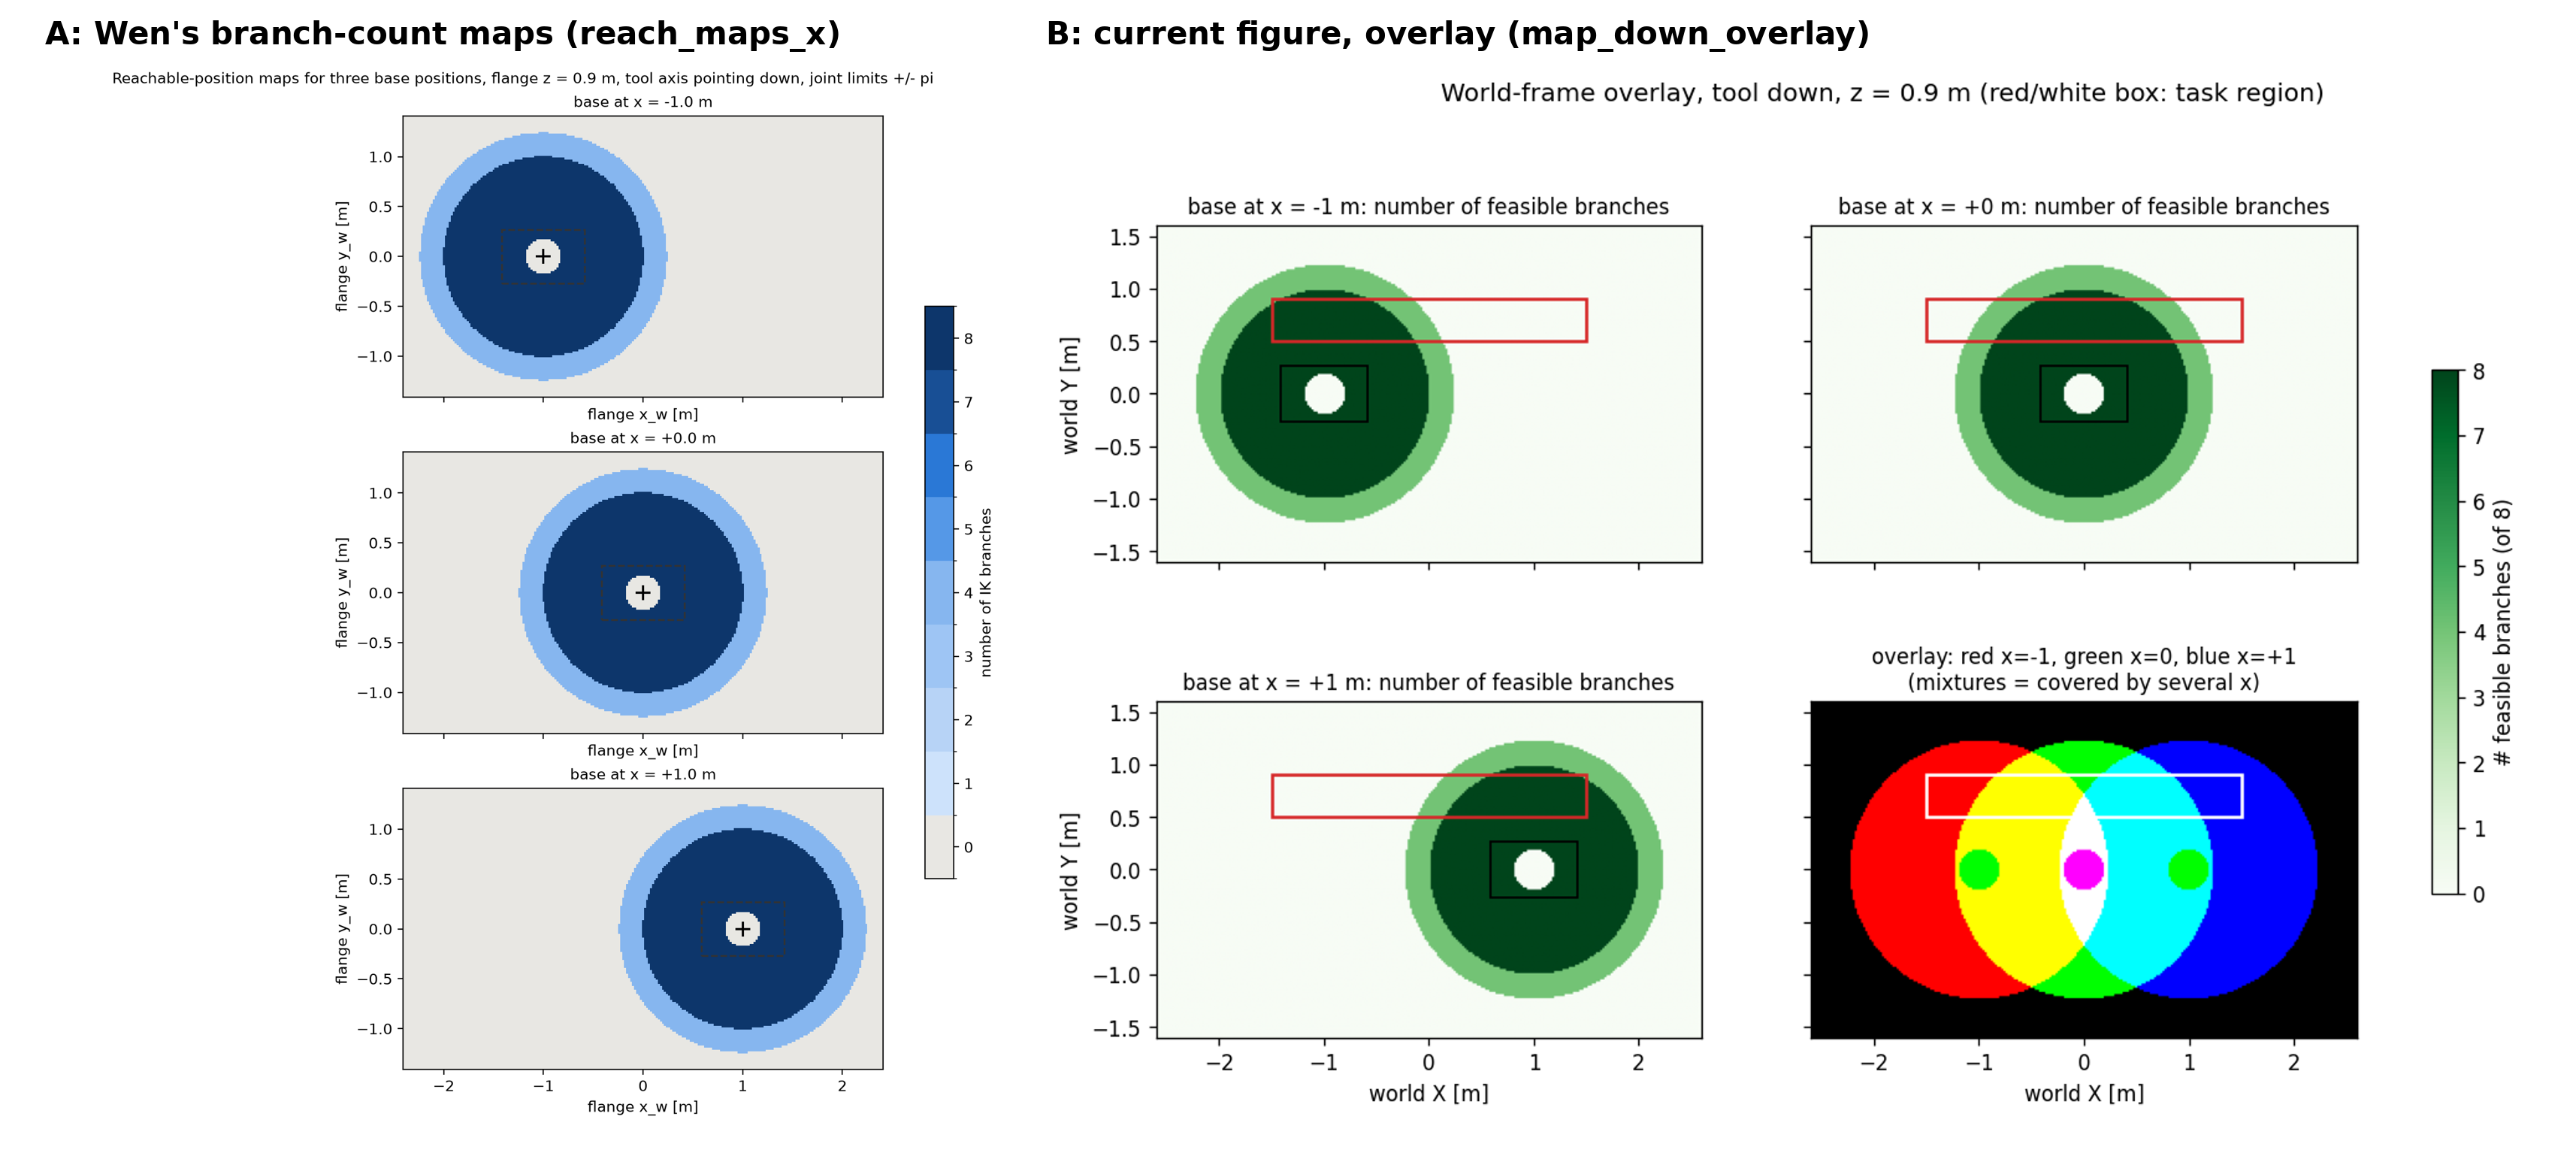 A: Wen's branch-count maps (reach_maps_x)
Reachable-position maps for three base positions, flange z = 0.9 m, tool axis pointing down, joint limits +/- pi
base at x = -1.0 m
1.0
0.5
0.0
−0.5
−1.0
flange y_w [m]
flange x_w [m]
base at x = +0.0 m
1.0
0.5
0.0
−0.5
−1.0
flange y_w [m]
flange x_w [m]
base at x = +1.0 m
1.0
0.5
0.0
−0.5
−1.0
flange y_w [m]
−2 −1 0 1 2
flange x_w [m]
8
7
6
5
4
3
2
1
0
number of IK branches
B: current figure, overlay (map_down_overlay)
World-frame overlay, tool down, z = 0.9 m (red/white box: task region)
base at x = -1 m: number of feasible branches
1.5
1.0
0.5
0.0
−0.5
−1.0
−1.5
world Y [m]
base at x = +0 m: number of feasible branches
base at x = +1 m: number of feasible branches
1.5
1.0
0.5
0.0
−0.5
−1.0
−1.5
world Y [m]
−2 −1 0 1 2
world X [m]
overlay: red x=-1, green x=0, blue x=+1
(mixtures = covered by several x)
−2 −1 0 1 2
world X [m]
8
7
6
5
4
3
2
1
0
# feasible branches (of 8)